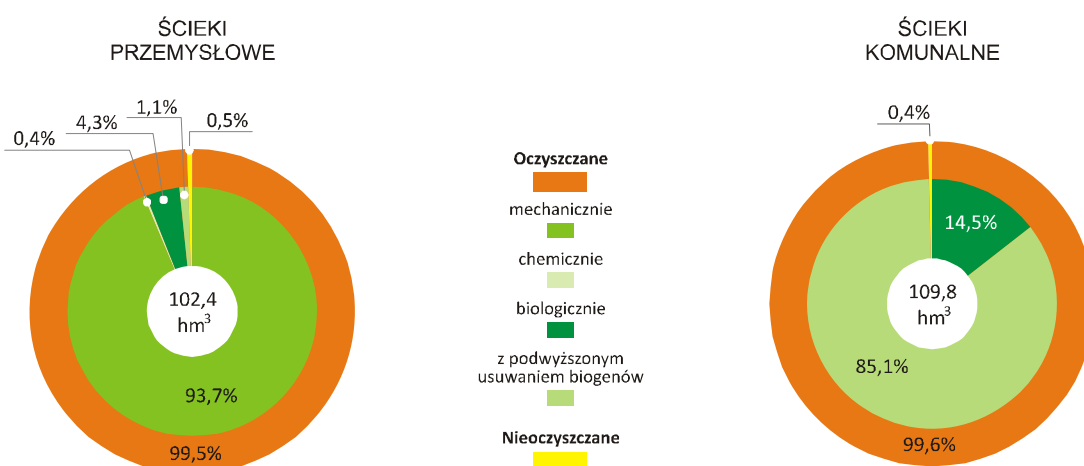 ŚCIEKI
PRZEMYSŁOWE
0,4%
4,3%
1,1%
0,5%
102,4
hm³
93,7%
99,5%
Oczyszczane
mechanicznie
chemicznie
biologicznie
z podwyższonym
usuwaniem biogenów
Nieoczyszczane
ŚCIEKI
KOMUNALNE
0,4%
14,5%
109,8
hm³
85,1%
99,6%